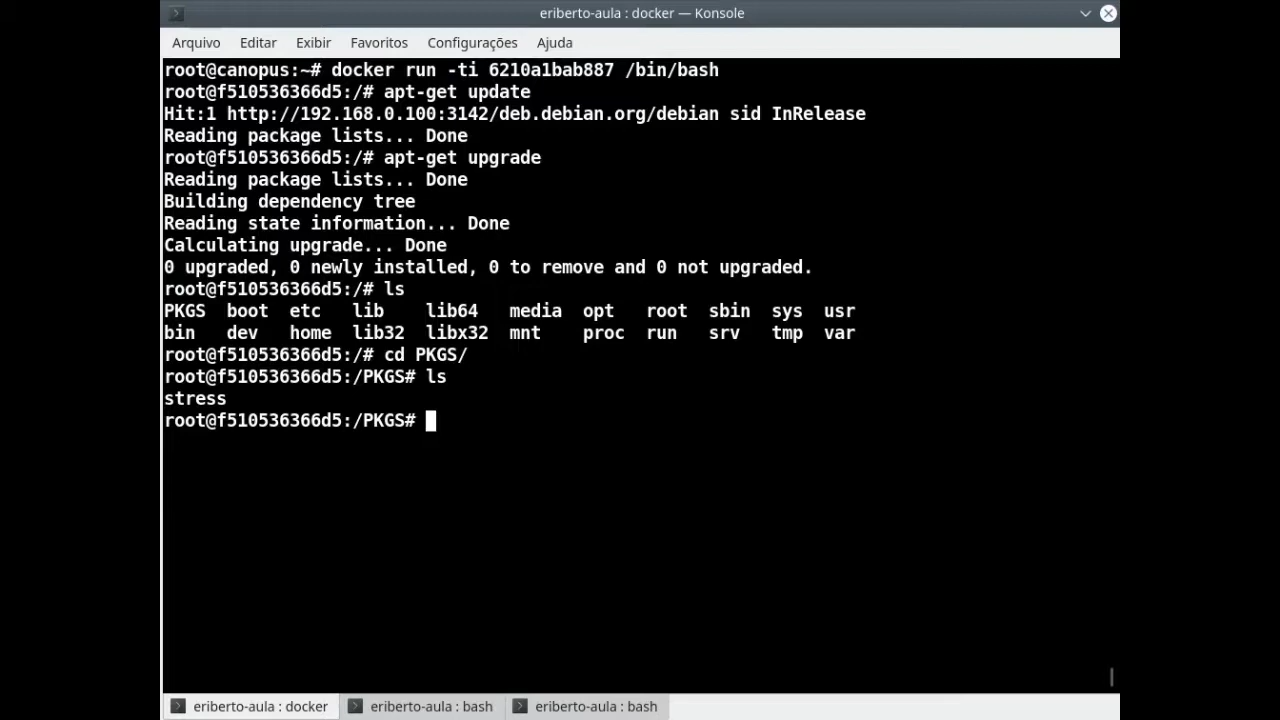 eriberto-aula : docker — Konsole
Arquivo Editar Exibir Favoritos Configurações Ajuda
root@canopus:~# docker run -ti 6210a1bab887 /bin/bash
root@f510536366d5:/# apt-get update
Hit:1 http://192.168.0.100:3142/deb.debian.org/debian sid InRelease
Reading package lists... Done
root@f510536366d5:/# apt-get upgrade
Reading package lists... Done
Building dependency tree
Reading state information... Done
Calculating upgrade... Done
0 upgraded, 0 newly installed, 0 to remove and 0 not upgraded.
root@f510536366d5:/# ls
PKGS boot etc lib lib64 media opt root sbin sys usr
bin dev home lib32 libx32 mnt proc run srv tmp var
root@f510536366d5:/# cd PKGS/
root@f510536366d5:/PKGS# ls
stress
root@f510536366d5:/PKGS#
eriberto-aula : docker eriberto-aula : bash eriberto-aula : bash